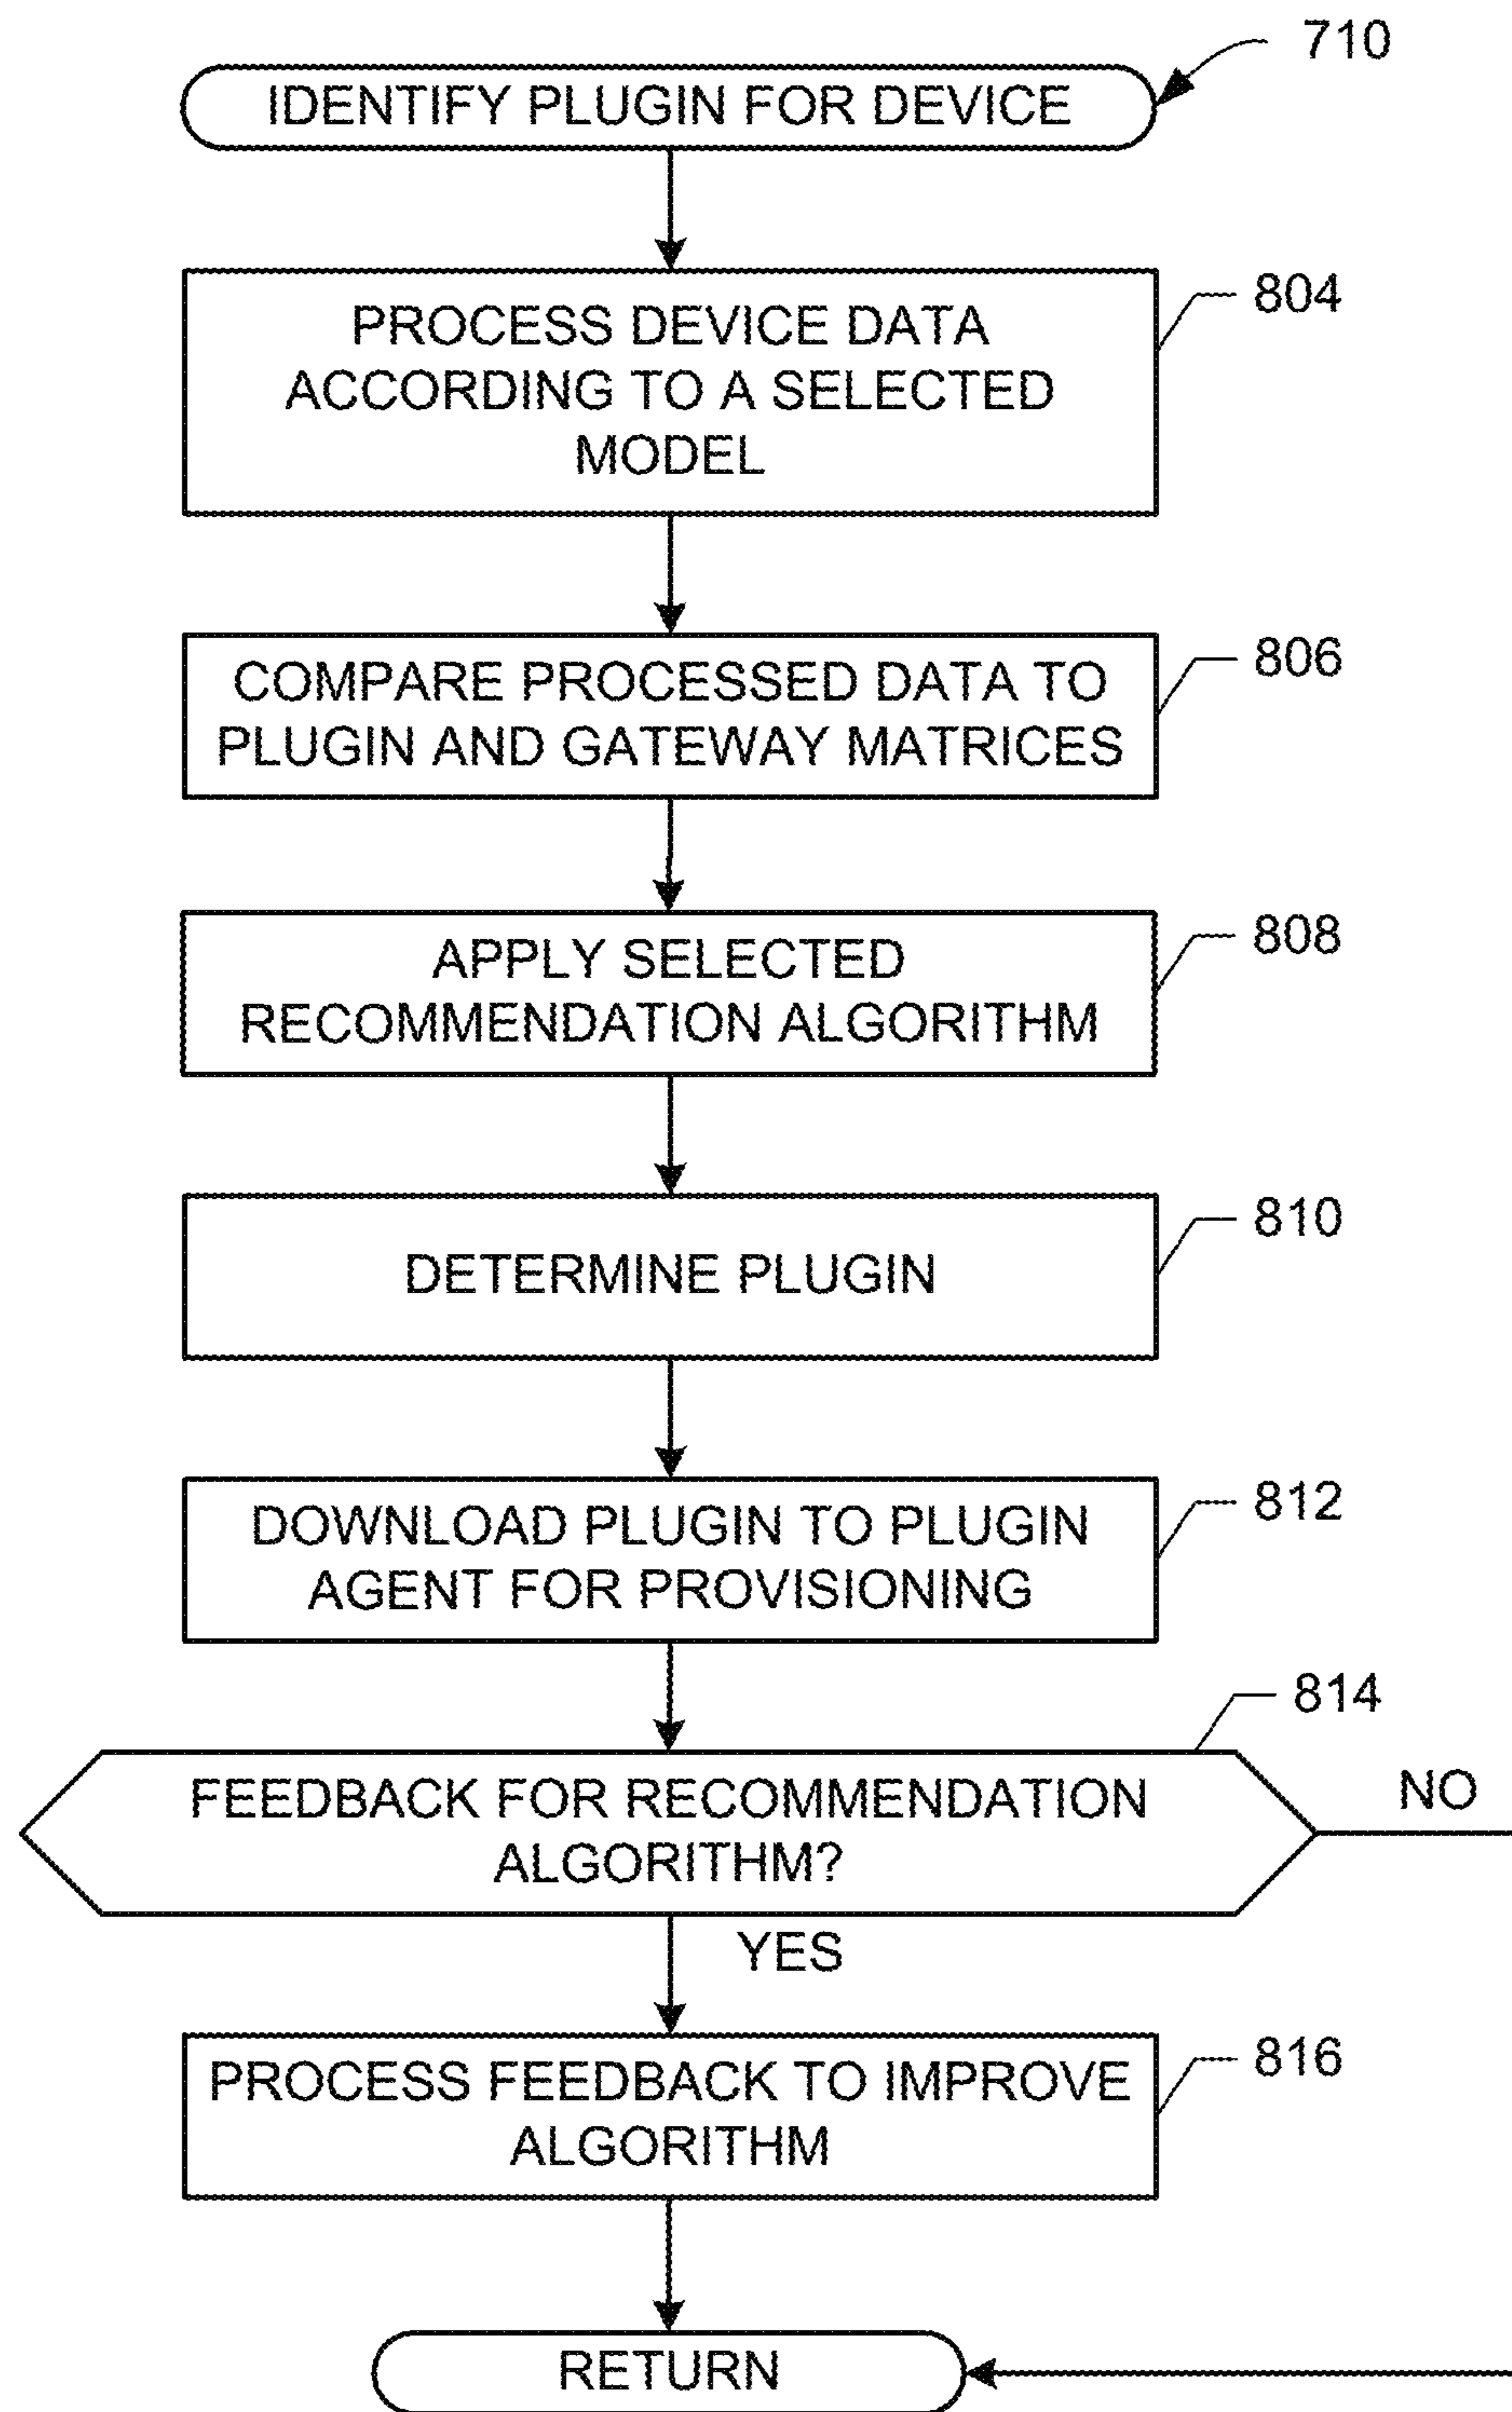 710
IDENTIFY PLUGIN FOR DEVICE
804
PROCESS DEVICE DATA
ACCORDING TO A SELECTED
MODEL
806
COMPARE PROCESSED DATA TO
PLUGIN AND GATEWAY MATRICES
808
APPLY SELECTED
RECOMMENDATION ALGORITHM
810
DETERMINE PLUGIN
812
DOWNLOAD PLUGIN TO PLUGIN
AGENT FOR PROVISIONING
814
FEEDBACK FOR RECOMMENDATION
ALGORITHM?
NO
YES
816
PROCESS FEEDBACK TO IMPROVE
ALGORITHM
RETURN